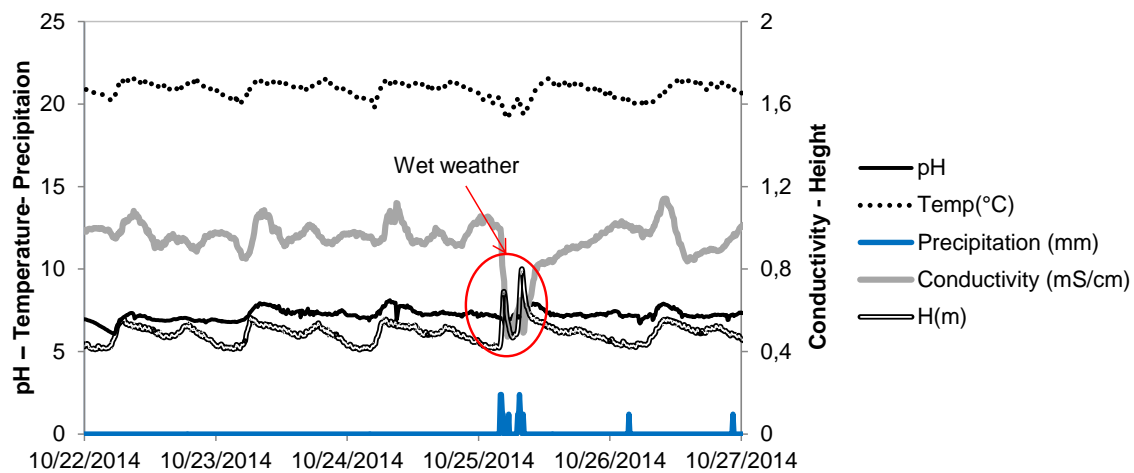 pH – Temperature- Precipitaion
25
20
15
10
5
0
Wet weather
2
1,6
1,2
0,8
0,4
0
Conductivity - Height
10/22/2014 10/23/2014 10/24/2014 10/25/2014 10/26/2014 10/27/2014
pH
Temp(°C)
Precipitation (mm)
Conductivity (mS/cm)
H(m)